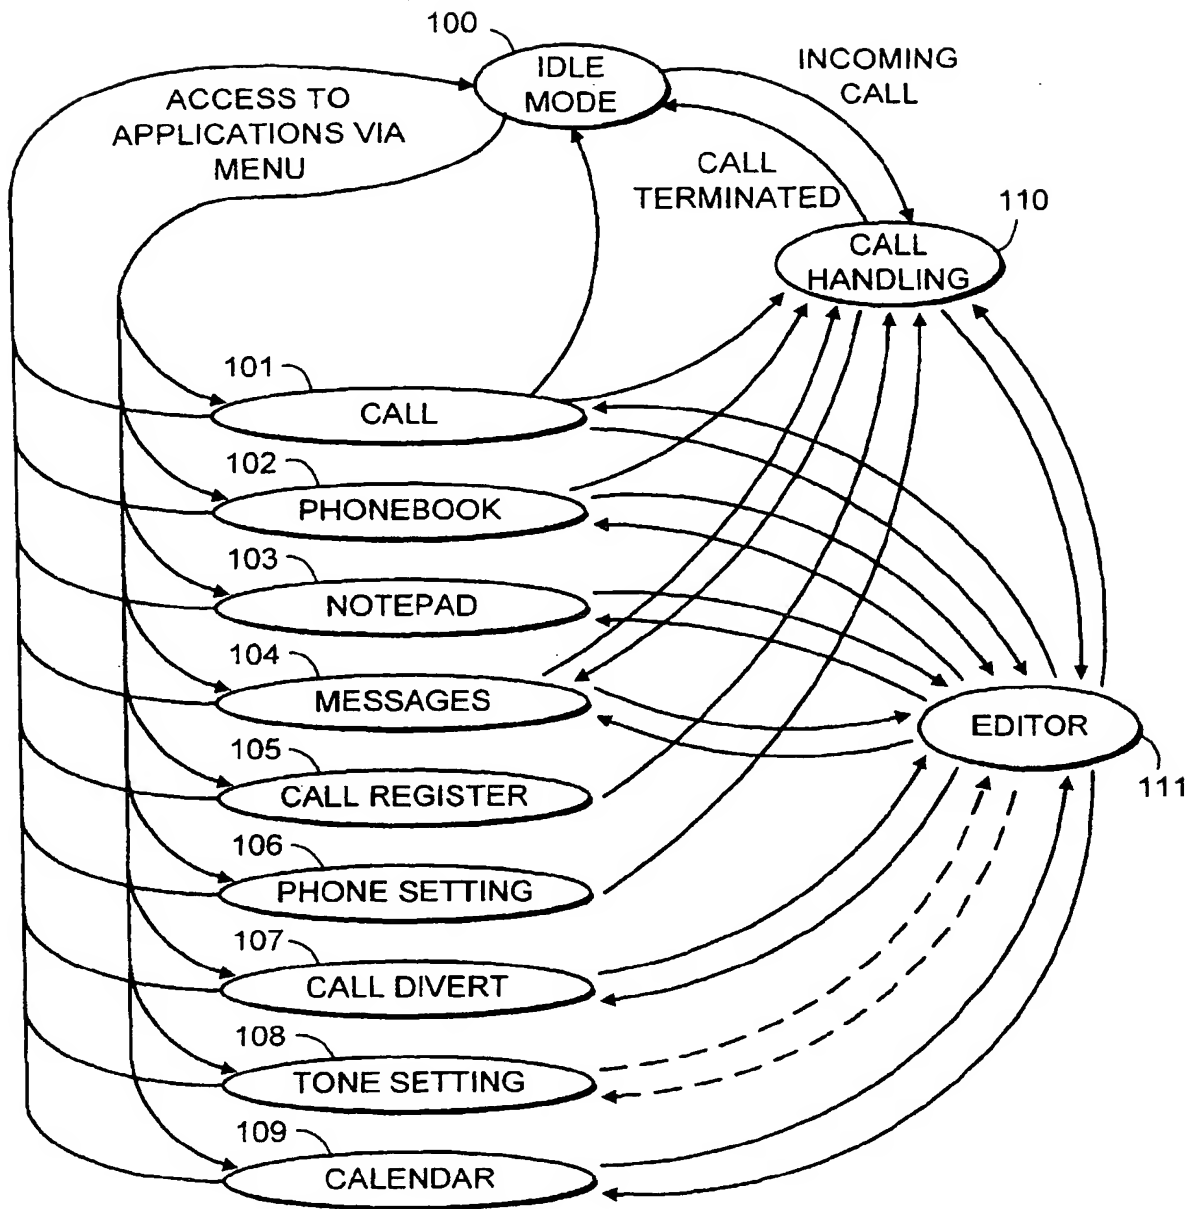 100
IDLE
MODE
INCOMING
CALL
ACCESS TO
APPLICATIONS VIA
MENU
CALL
TERMINATED
110
CALL
HANDLING
101
CALL
102
PHONEBOOK
103
NOTEPAD
104
MESSAGES
EDITOR
111
105
CALL REGISTER
106
PHONE SETTING
107
CALL DIVERT
108
TONE SETTING
109
CALENDAR